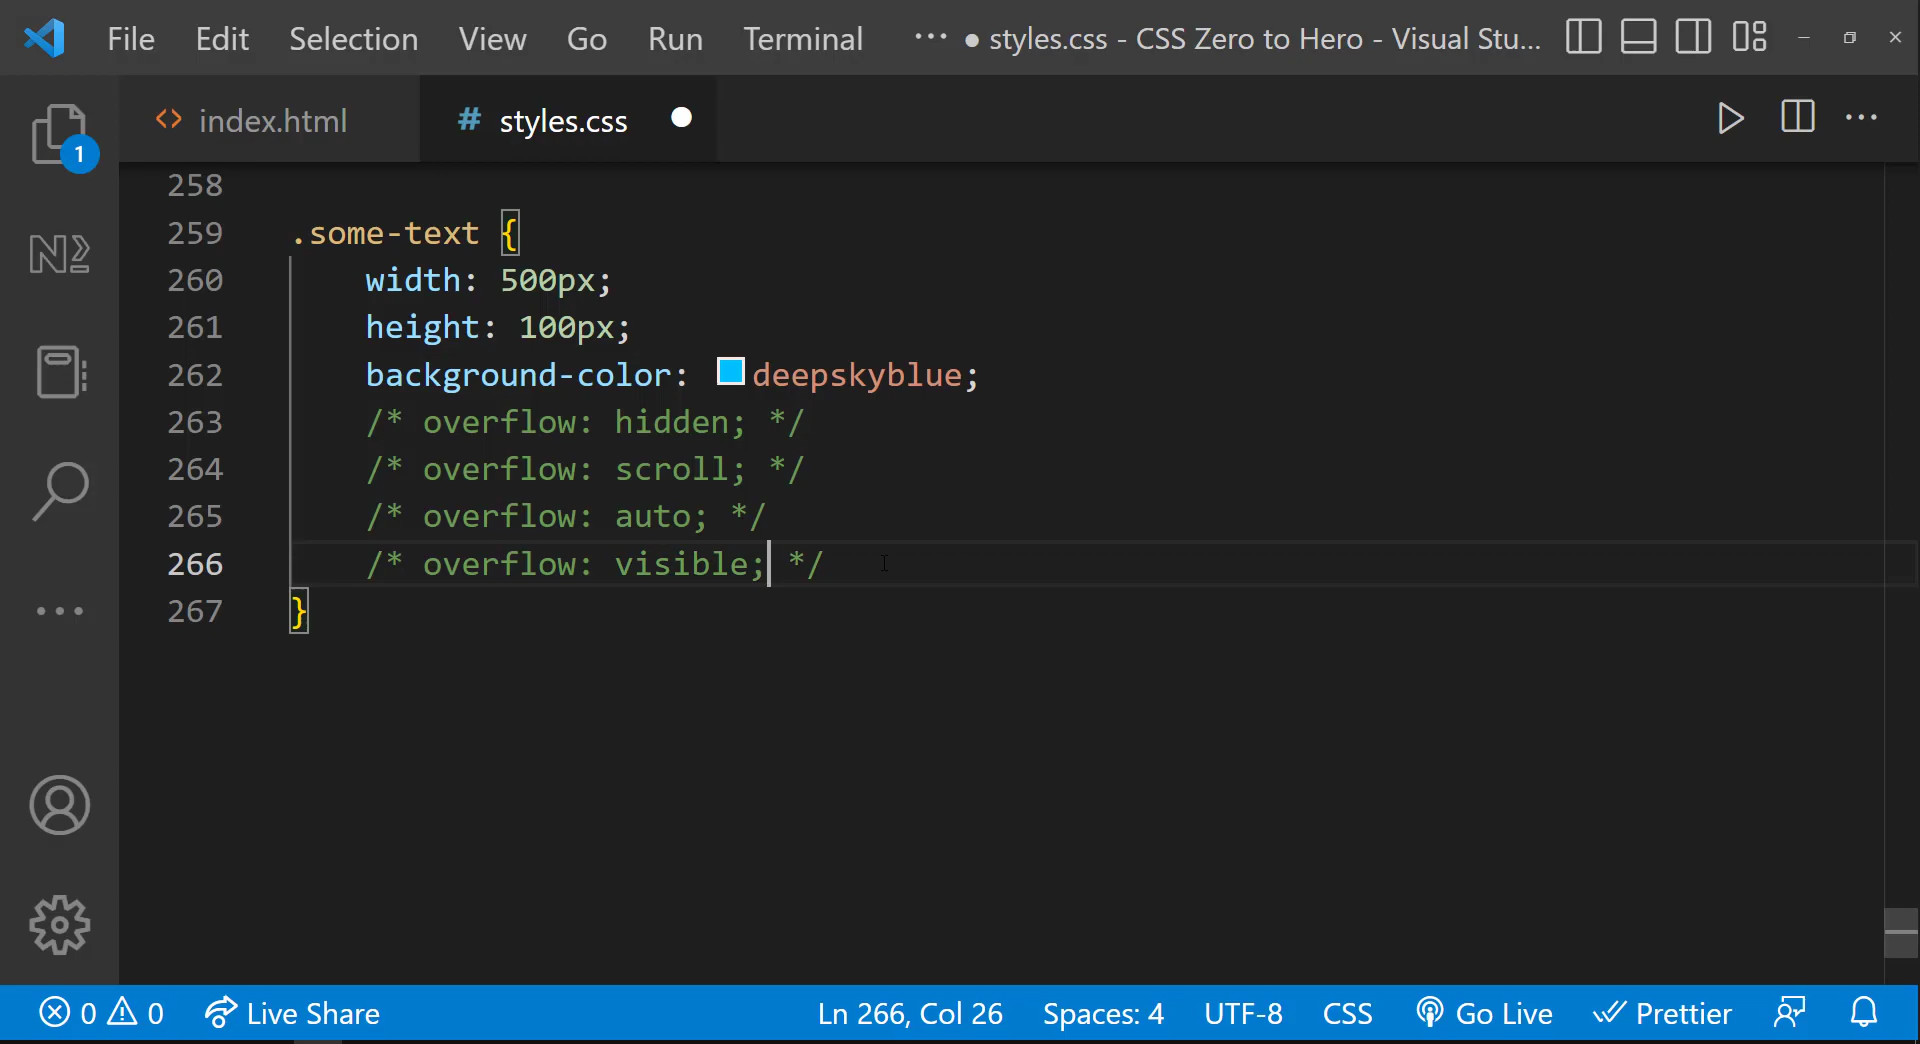 File Edit Selection View Go Run Terminal ··· ● styles.css - CSS Zero to Hero - Visual Stu...
<> index.html # styles.css ●
1
258
259 .some-text {
260 width: 500px;
261 height: 100px;
262 background-color: deepskyblue;
263 /* overflow: hidden; */
264 /* overflow: scroll; */
265 /* overflow: auto; */
266 /* overflow: visible; */
267 }
0 0 Live Share Ln 266, Col 26 Spaces: 4 UTF-8 CSS Go Live Prettier